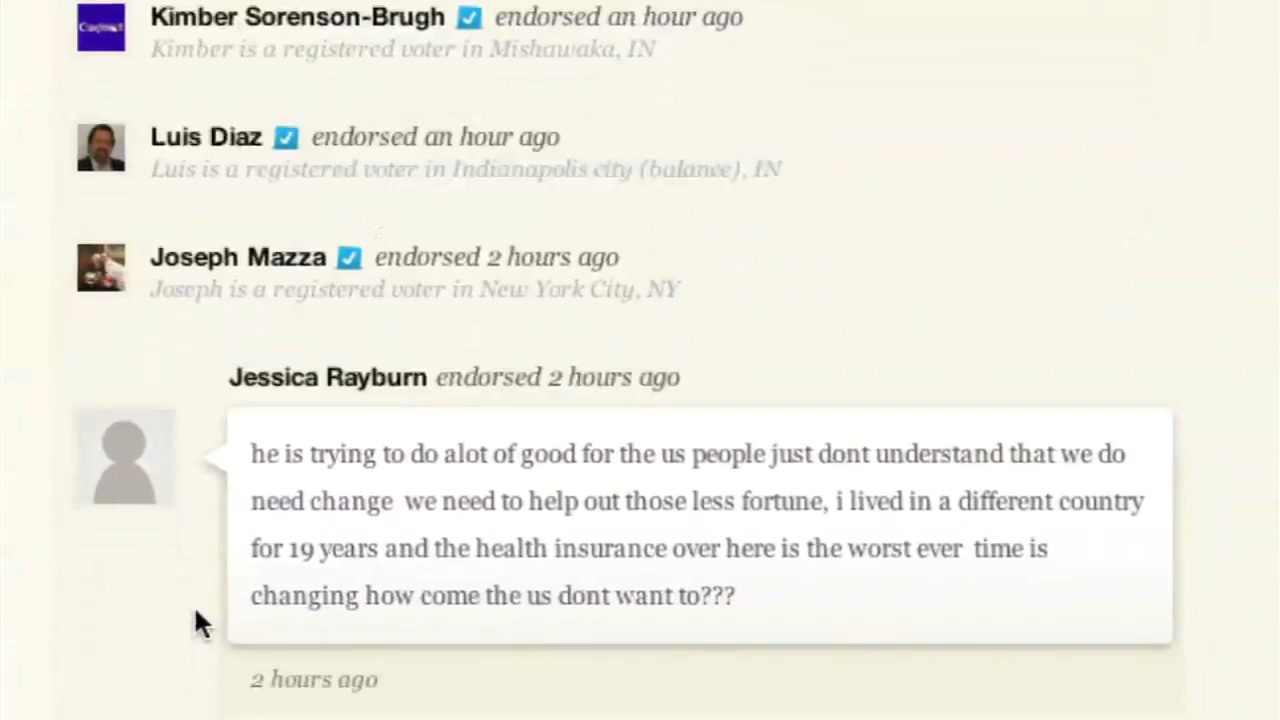 Kimber Sorenson-Brugh endorsed an hour ago
Kimber is a registered voter in Mishawaka, IN
Luis Diaz endorsed an hour ago
Luis is a registered voter in Indianapolis city (balance), IN
Joseph Mazza endorsed 2 hours ago
Joseph is a registered voter in New York City, NY
Jessica Rayburn endorsed 2 hours ago
he is trying to do alot of good for the us people just dont understand that we do
need change we need to help out those less fortune, i lived in a different country
for 19 years and the health insurance over here is the worst ever time is
changing how come the us dont want to???
2 hours ago